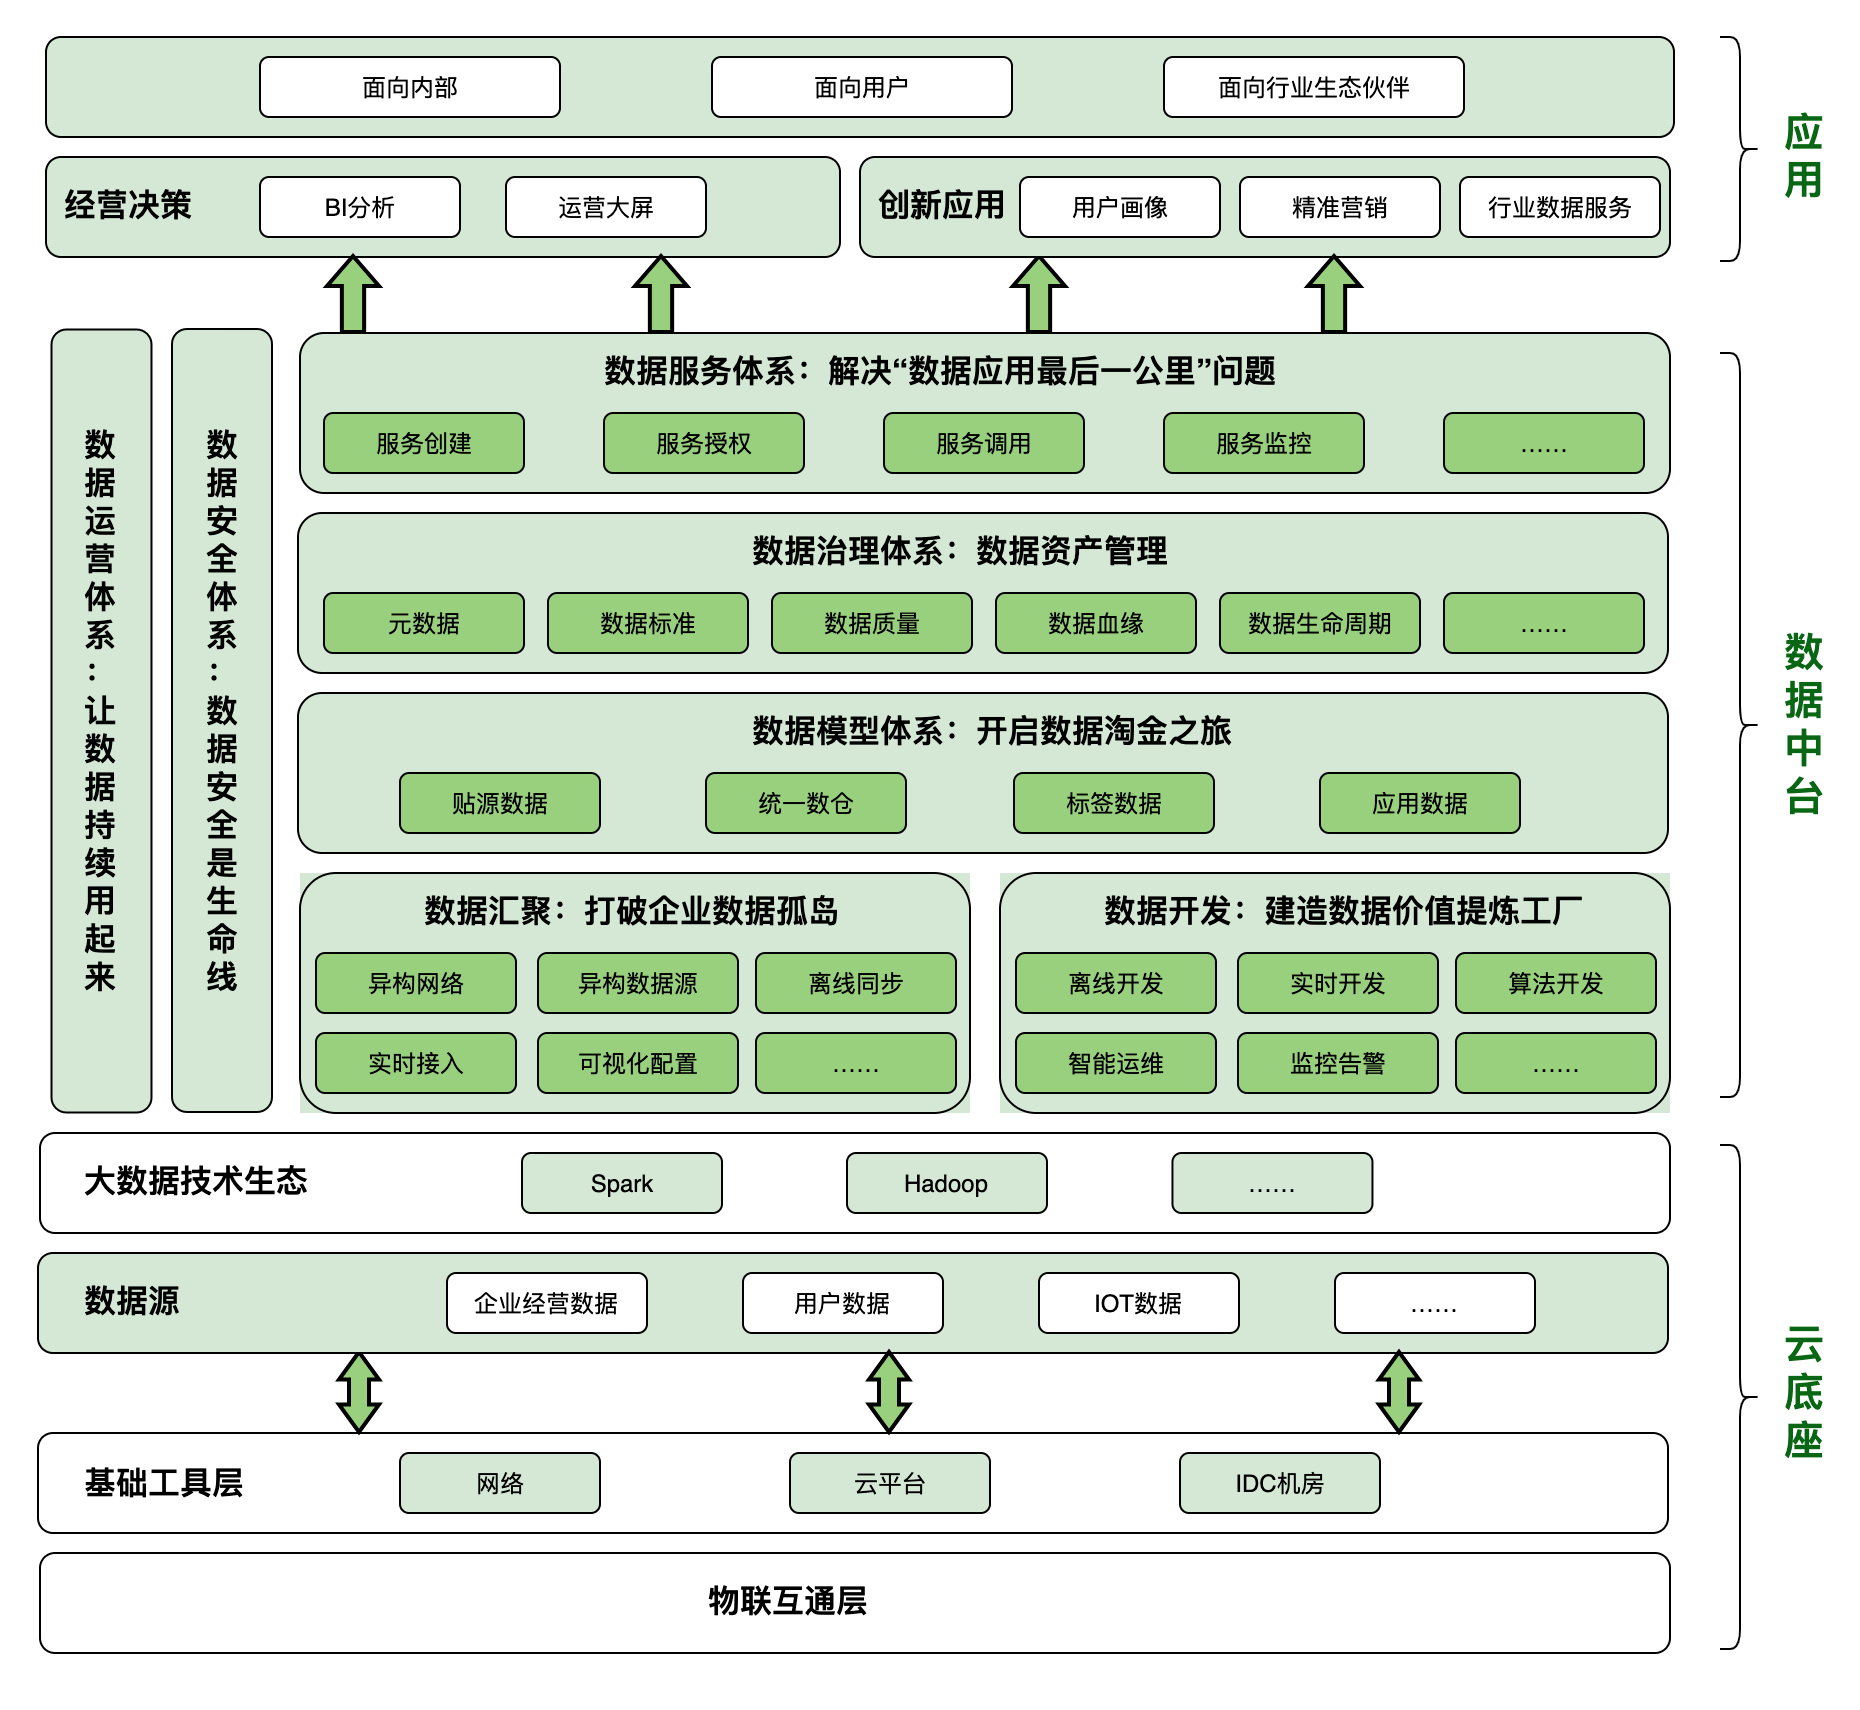 面向内部
面向用户
面向行业生态伙伴
应用
经营决策
BI分析
运营大屏
创新应用
用户画像
精准营销
行业数据服务
数据运营体系：让数据持续用起来
数据安全体系：数据安全是生命线
数据服务体系：解决“数据应用最后一公里”问题
服务创建
服务授权
服务调用
服务监控
……
数据治理体系：数据资产管理
元数据
数据标准
数据质量
数据血缘
数据生命周期
……
数据中台
数据模型体系：开启数据淘金之旅
贴源数据
统一数仓
标签数据
应用数据
数据汇聚：打破企业数据孤岛
异构网络
异构数据源
离线同步
实时接入
可视化配置
……
数据开发：建造数据价值提炼工厂
离线开发
实时开发
算法开发
智能运维
监控告警
……
大数据技术生态
Spark
Hadoop
……
数据源
企业经营数据
用户数据
IOT数据
……
云底座
基础工具层
网络
云平台
IDC机房
物联互通层